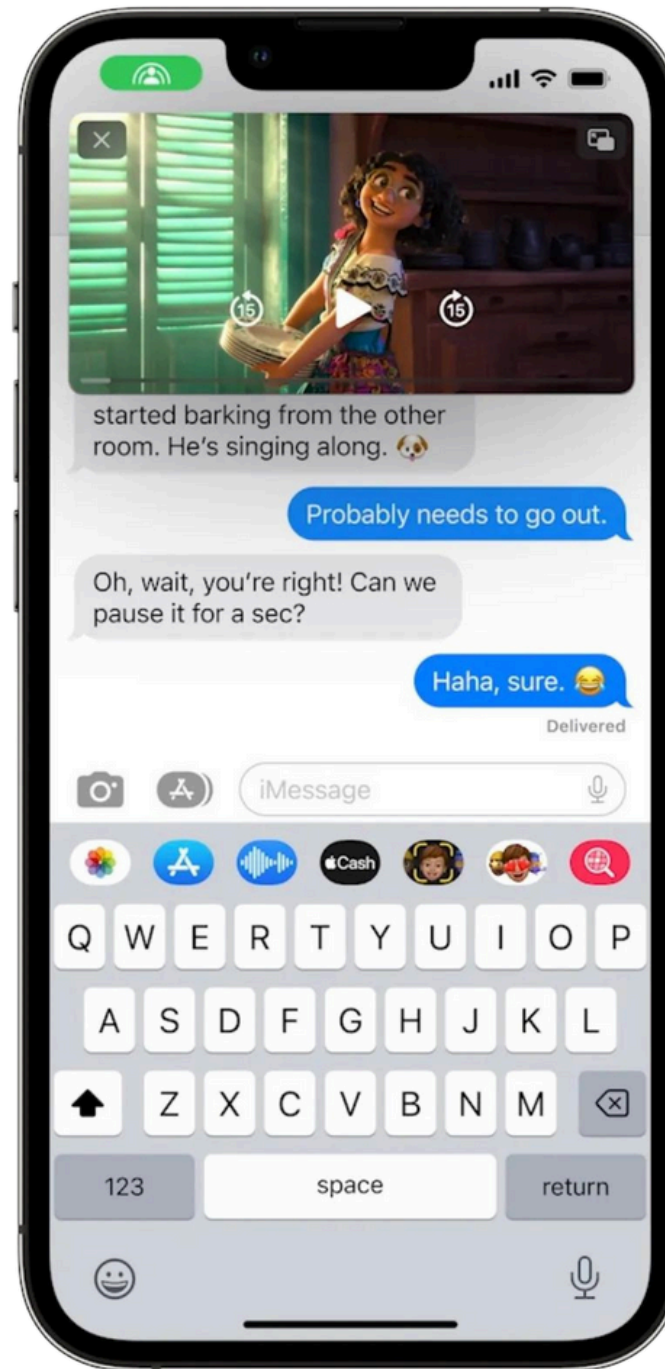 15
15
started barking from the other
room. He's singing along. 🐶
Probably needs to go out.
Oh, wait, you're right! Can we
pause it for a sec?
Haha, sure. 😂
Delivered
iMessage
Cash
Q W E R T Y U I O P
A S D F G H J K L
Z X C V B N M
123 space return